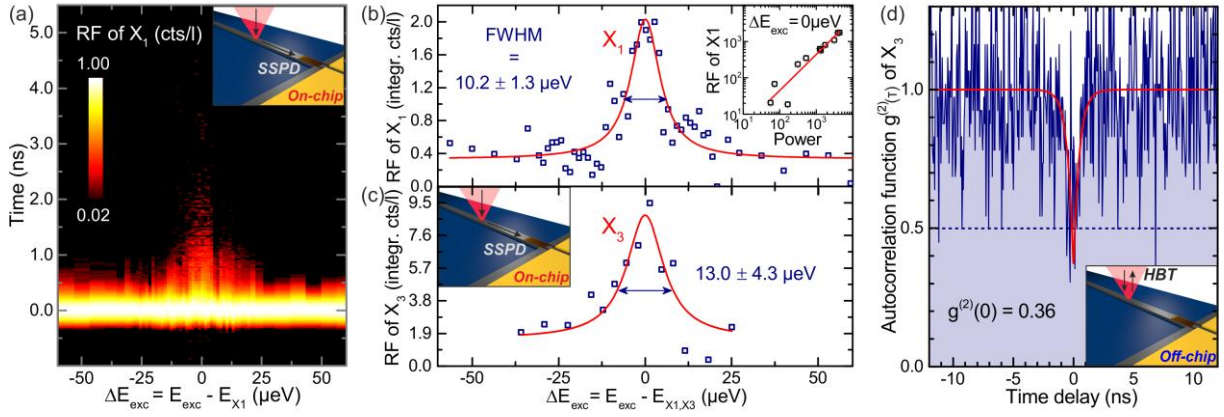 (a)
RF of X1 (cts/l)
1.00
0.02
SSPD
On-chip
Time (ns)
5.0
4.0
3.0
2.0
1.0
0.0
-50 -25 0 25 50
ΔEexc = Eexc - EX1 (µeV)
(b)
FWHM
=
10.2 ± 1.3 µeV
X1
RF of X1 (integr. cts/l)
2.0
1.6
1.2
0.8
0.4
0.0
ΔEexc = 0µeV
RF of X1
10³
10²
10¹
10¹ 10³
Power
(c)
SSPD
On-chip
X3
13.0 ± 4.3 µeV
RF of X3 (integr. cts/l)
9.5
7.6
5.7
3.8
1.9
0.0
-50 -25 0 25 50
ΔEexc = Eexc - EX1,X3 (µeV)
(d)
Autocorrelation function g(2)(τ) of X3
1.0
0.5
1.0
g(2)(0) = 0.36
HBT
Off-chip
-10 -5 0 5 10
Time delay (ns)